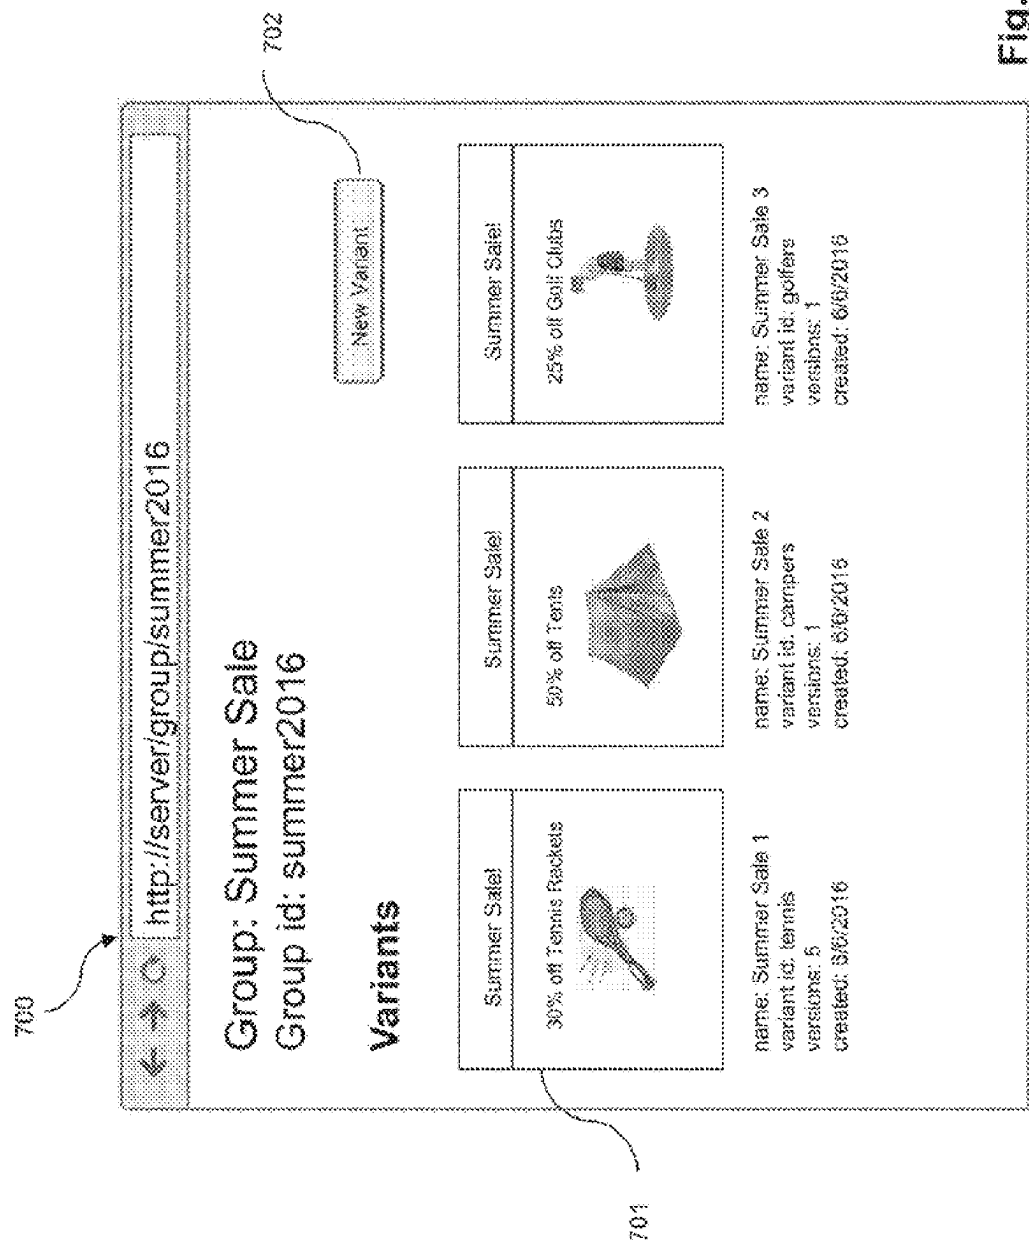 700
http://server/group/summer2016
Group: Summer Sale
Group id: summer2016
New Variant
702
Variants
Summer Sale!
30% off Tennis Rackets
name: Summer Sale 1
variant id: tennis
versions: 5
created: 6/6/2016
Summer Sale!
50% off Tents
name: Summer Sale 2
variant id: campers
versions: 1
created: 6/6/2016
Summer Sale!
25% off Golf Clubs
name: Summer Sale 3
variant id: golfers
versions: 1
created: 6/6/2016
701
Fig.